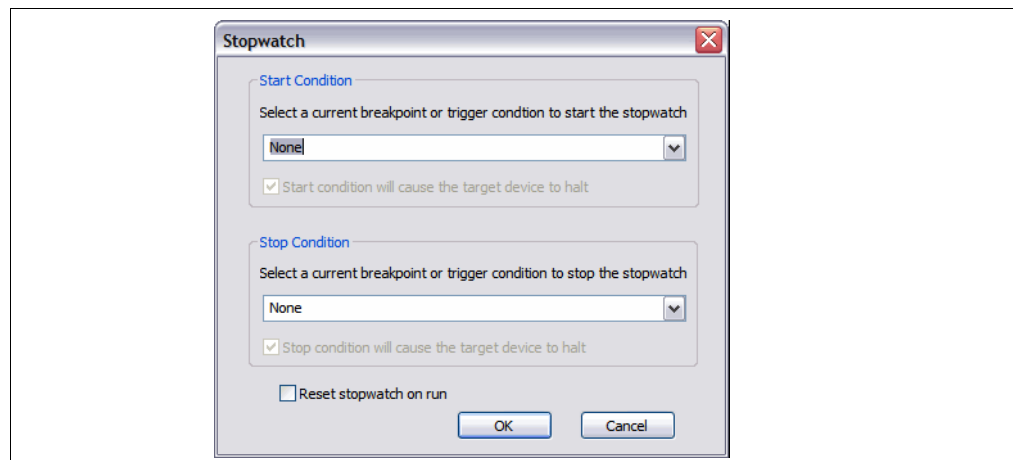 Stopwatch
Start Condition
Select a current breakpoint or trigger condtion to start the stopwatch
None
Start condition will cause the target device to halt
Stop Condition
Select a current breakpoint or trigger condition to stop the stopwatch
None
Stop condition will cause the target device to halt
Reset stopwatch on run
OK Cancel